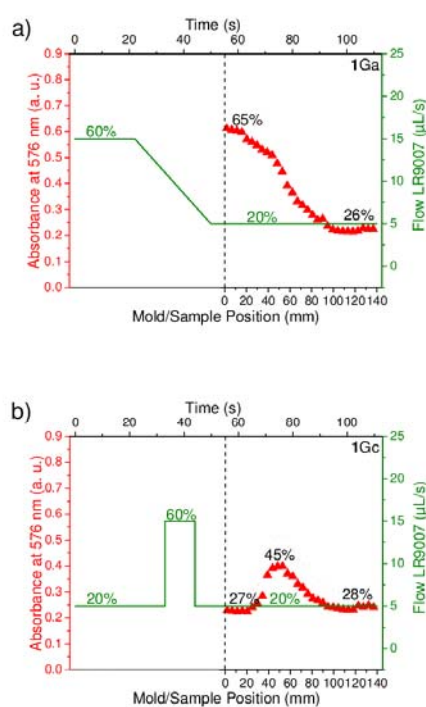 a)
Time (s)
0 20 40 60 80 100
1Ga
Absorbance at 576 nm (a. u.)
0.9
0.8
0.7
0.6
0.5
0.4
0.3
0.2
0.1
0.0
60%
65%
20%
26%
25
20
15
10
5
0
Flow LR9007 (µL/s)
0 20 40 60 80 100 120 140
Mold/Sample Position (mm)
b)
Time (s)
0 20 40 60 80 100
1Gc
Absorbance at 576 nm (a. u.)
0.9
0.8
0.7
0.6
0.5
0.4
0.3
0.2
0.1
0.0
20%
60%
27%
45%
20%
28%
25
20
15
10
5
0
Flow LR9007 (µL/s)
0 20 40 60 80 100 120 140
Mold/Sample Position (mm)